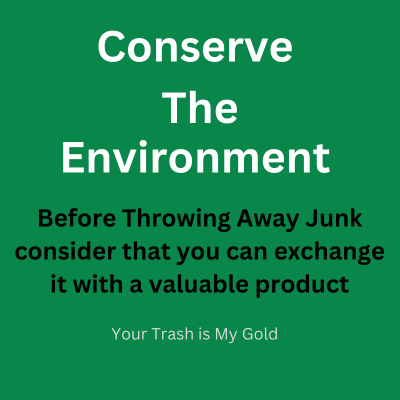 Conserve
The
Environment
Before Throwing Away Junk
consider that you can exchange
it with a valuable product
Your Trash is My Gold